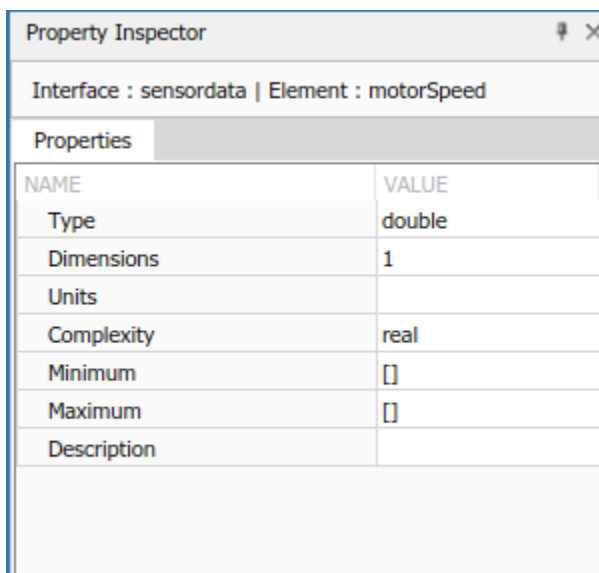 Property Inspector
Interface : sensordata | Element : motorSpeed
Properties
NAME VALUE
Type double
Dimensions 1
Units
Complexity real
Minimum []
Maximum []
Description